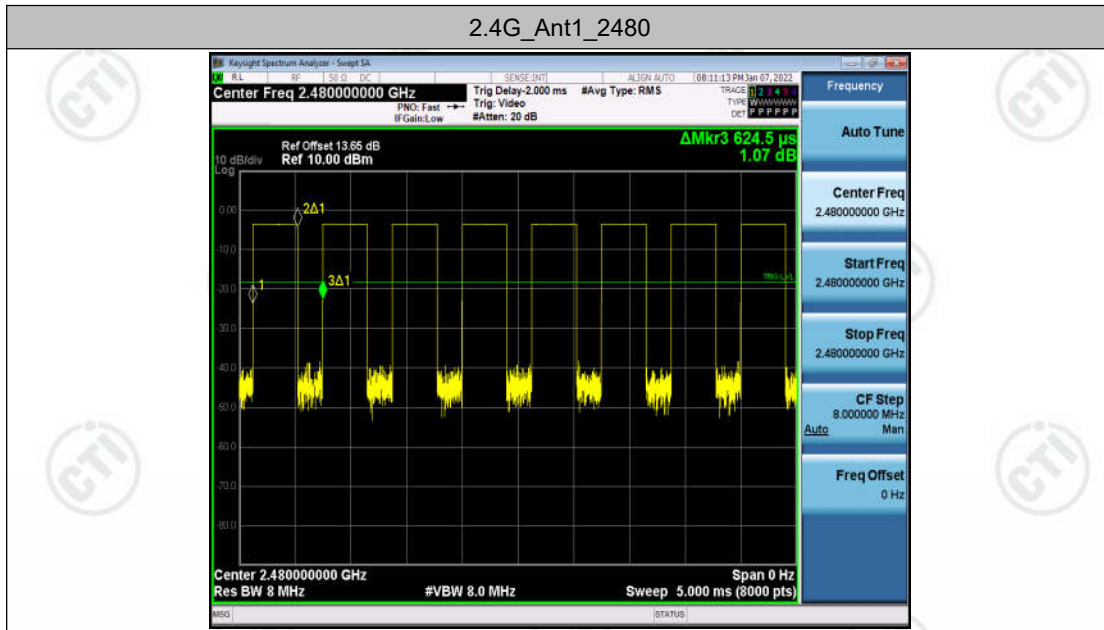 2.4G_Ant1_2480
Keysight Spectrum Analyzer - Swept SA
RL RF 50 Ω DC SENSE:INT ALIGN AUTO 08:11:13 PM Jan 07, 2022
Center Freq 2.480000000 GHz
PNO: Fast
IFGain:Low
Trig Delay-2.000 ms
Trig: Video
#Atten: 20 dB
#Avg Type: RMS
TRACE 1 2 3 4 5 6
TYPE WWWWWW
DET P P P P P P
Frequency
Auto Tune
Center Freq
2.480000000 GHz
Start Freq
2.480000000 GHz
Stop Freq
2.480000000 GHz
CF Step
8.000000 MHz
Auto Man
Freq Offset
0 Hz
ΔMkr3 624.5 µs
1.07 dB
Ref Offset 13.65 dB
10 dB/div Ref 10.00 dBm
Log
0.00
-10.0
-20.0
-30.0
-40.0
-50.0
-60.0
-70.0
-80.0
1
2Δ1
3Δ1
TRIG LVL
Center 2.480000000 GHz Span 0 Hz
Res BW 8 MHz #VBW 8.0 MHz Sweep 5.000 ms (8000 pts)
MSG STATUS
CTI
CTI
CTI
CTI